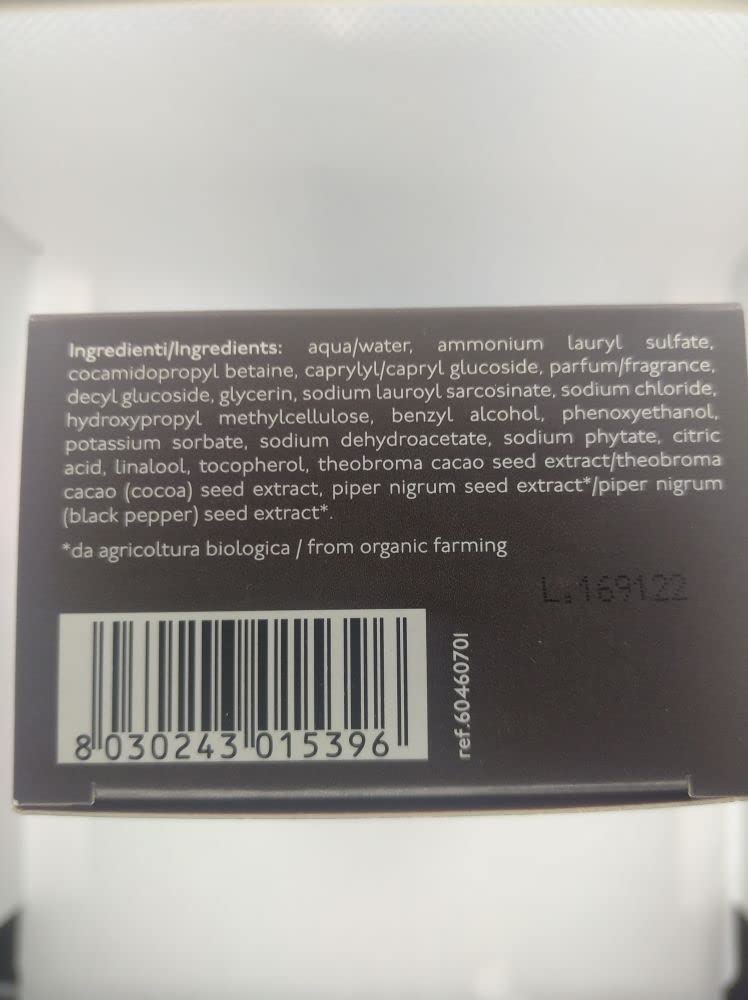 Ingredienti/Ingredients: aqua/water, ammonium lauryl sulfate,
cocamidopropyl betaine, caprylyl/capryl glucoside, parfum/fragrance,
decyl glucoside, glycerin, sodium lauroyl sarcosinate, sodium chloride,
hydroxypropyl methylcellulose, benzyl alcohol, phenoxyethanol,
potassium sorbate, sodium dehydroacetate, sodium phytate, citric
acid, linalool, tocopherol, theobroma cacao seed extract/theobroma
cacao (cocoa) seed extract, piper nigrum seed extract*/piper nigrum
(black pepper) seed extract*.
*da agricoltura biologica / from organic farming
L.169122
8 030243 015396
ref.60460701